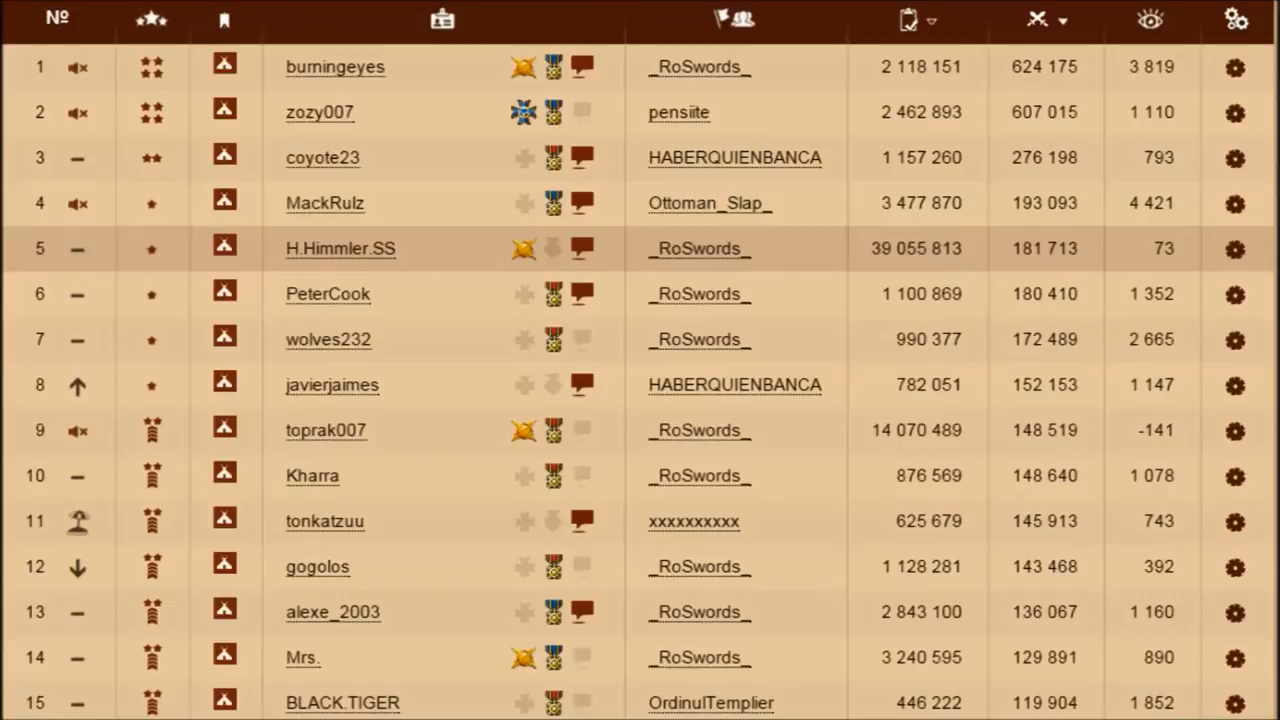 Nº
1 burningeyes _RoSwords_ 2 118 151 624 175 3 819
2 zozy007 pensiite 2 462 893 607 015 1 110
3 coyote23 HABERQUIENBANCA 1 157 260 276 198 793
4 MackRulz Ottoman_Slap_ 3 477 870 193 093 4 421
5 H.Himmler.SS _RoSwords_ 39 055 813 181 713 73
6 PeterCook _RoSwords_ 1 100 869 180 410 1 352
7 wolves232 _RoSwords_ 990 377 172 489 2 665
8 javierjaimes HABERQUIENBANCA 782 051 152 153 1 147
9 toprak007 _RoSwords_ 14 070 489 148 519 -141
10 Kharra _RoSwords_ 876 569 148 640 1 078
11 tonkatzuu xxxxxxxxxx 625 679 145 913 743
12 gogolos _RoSwords_ 1 128 281 143 468 392
13 alexe_2003 _RoSwords_ 2 843 100 136 067 1 160
14 Mrs. _RoSwords_ 3 240 595 129 891 890
15 BLACK.TIGER OrdinulTemplier 446 222 119 904 1 852